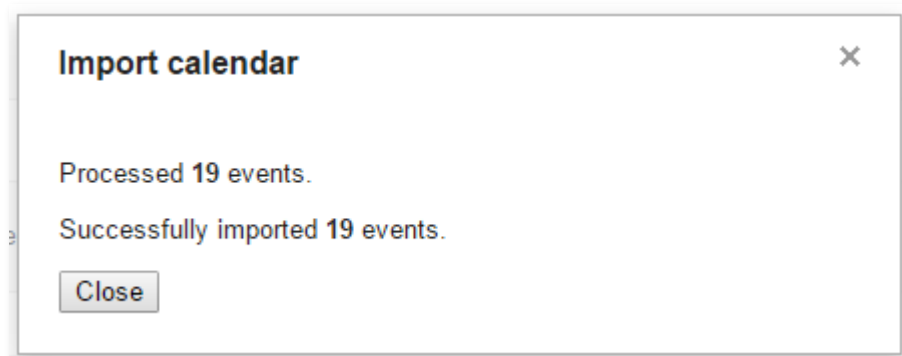 Import calendar
Processed 19 events.
Successfully imported 19 events.
Close